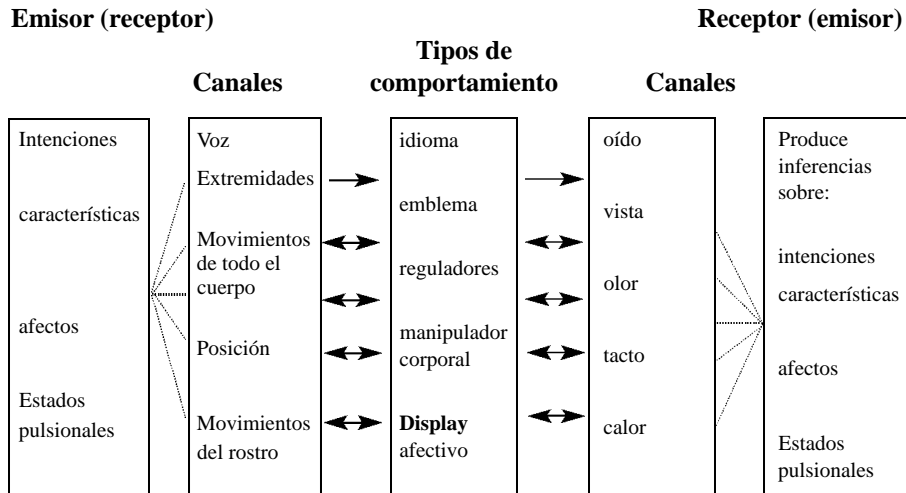 Emisor (receptor)
Receptor (emisor)
Tipos de
comportamiento
Canales
Canales
Intenciones
características
afectos
Estados
pulsionales
Voz
Extremidades
Movimientos
de todo el
cuerpo
Posición
Movimientos
del rostro
idioma
emblema
reguladores
manipulador
corporal
Display
afectivo
oído
vista
olor
tacto
calor
Produce
inferencias
sobre:
intenciones
características
afectos
Estados
pulsionales